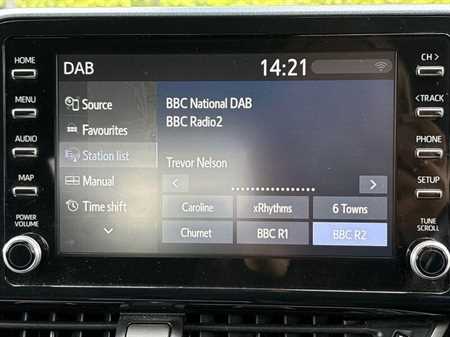 HOME
MENU
AUDIO
MAP
POWER
VOLUME
DAB
14:21
Source
Favourites
Station list
Manual
Time shift
BBC National DAB
BBC Radio2
Trevor Nelson
Caroline
xRhythms
6 Towns
Churnet
BBC R1
BBC R2
CH >
< TRACK
PHONE
SETUP
TUNE
SCROLL